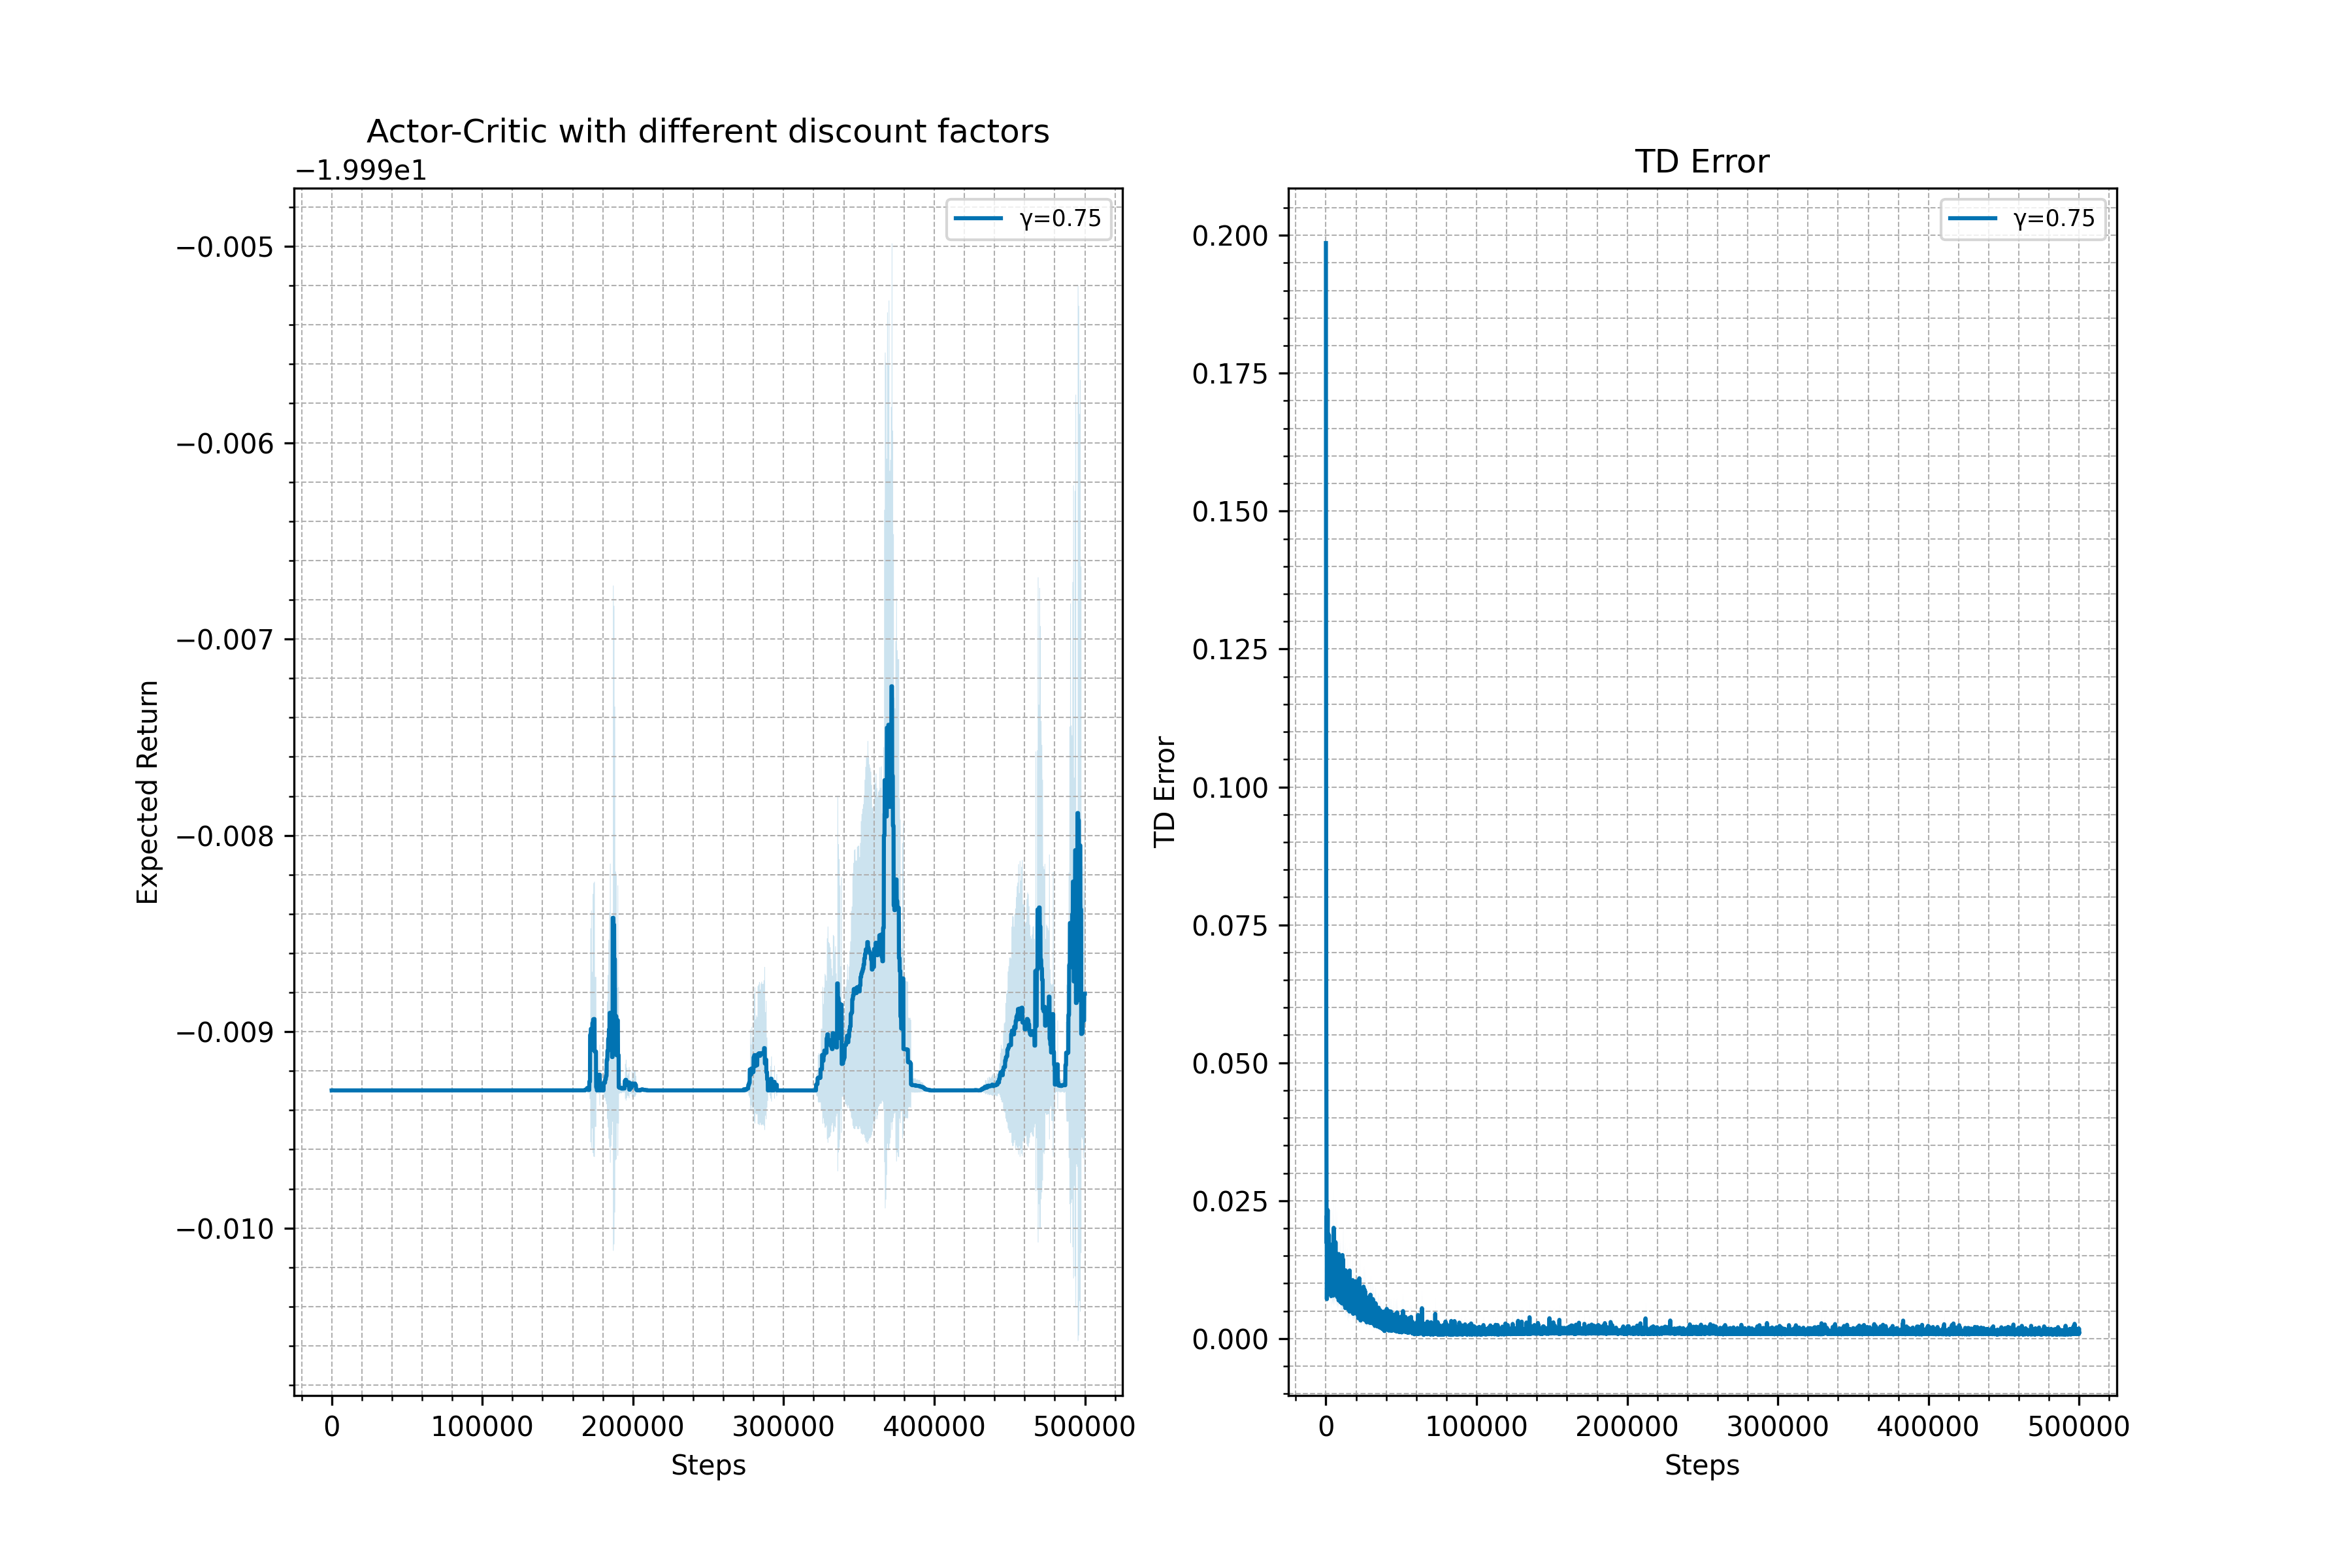 Actor-Critic with different discount factors
−1.999e1
γ=0.75
−0.005
−0.006
−0.007
−0.008
−0.009
−0.010
Expected Return
0 100000 200000 300000 400000 500000
Steps
TD Error
γ=0.75
0.200
0.175
0.150
0.125
0.100
0.075
0.050
0.025
0.000
TD Error
0 100000 200000 300000 400000 500000
Steps